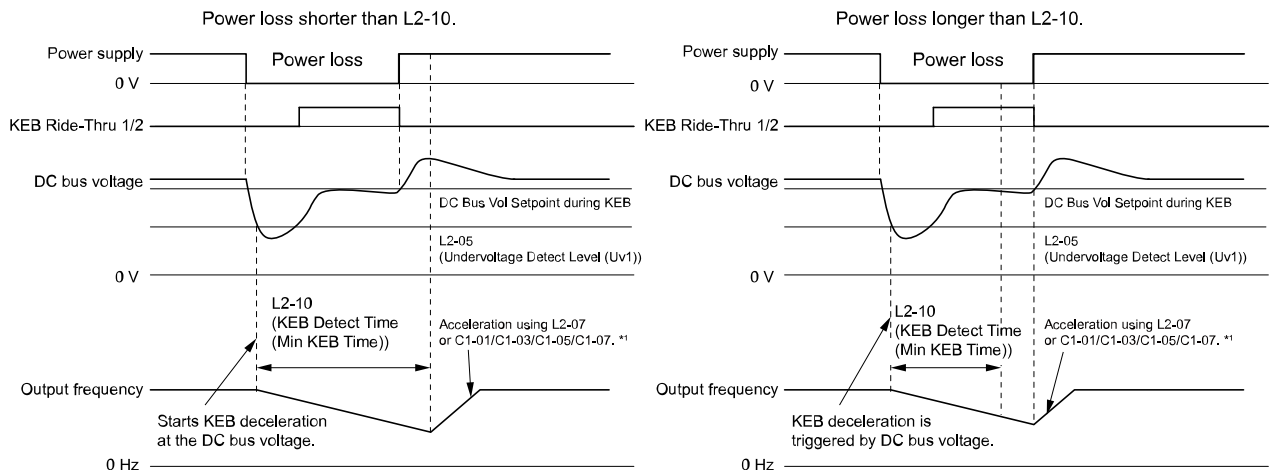 Power loss shorter than L2-10.
Power supply
Power loss
0 V
KEB Ride-Thru 1/2
DC bus voltage
DC Bus Vol Setpoint during KEB
L2-05
(Undervoltage Detect Level (Uv1))
0 V
L2-10
(KEB Detect Time
(Min KEB Time))
Acceleration using L2-07
or C1-01/C1-03/C1-05/C1-07. *1
Output frequency
Starts KEB deceleration
at the DC bus voltage.
0 Hz
Power loss longer than L2-10.
Power supply
Power loss
0 V
KEB Ride-Thru 1/2
DC bus voltage
DC Bus Vol Setpoint during KEB
L2-05
(Undervoltage Detect Level (Uv1))
0 V
L2-10
(KEB Detect Time
(Min KEB Time))
Acceleration using L2-07
or C1-01/C1-03/C1-05/C1-07. *1
Output frequency
KEB deceleration is
triggered by DC bus voltage.
0 Hz